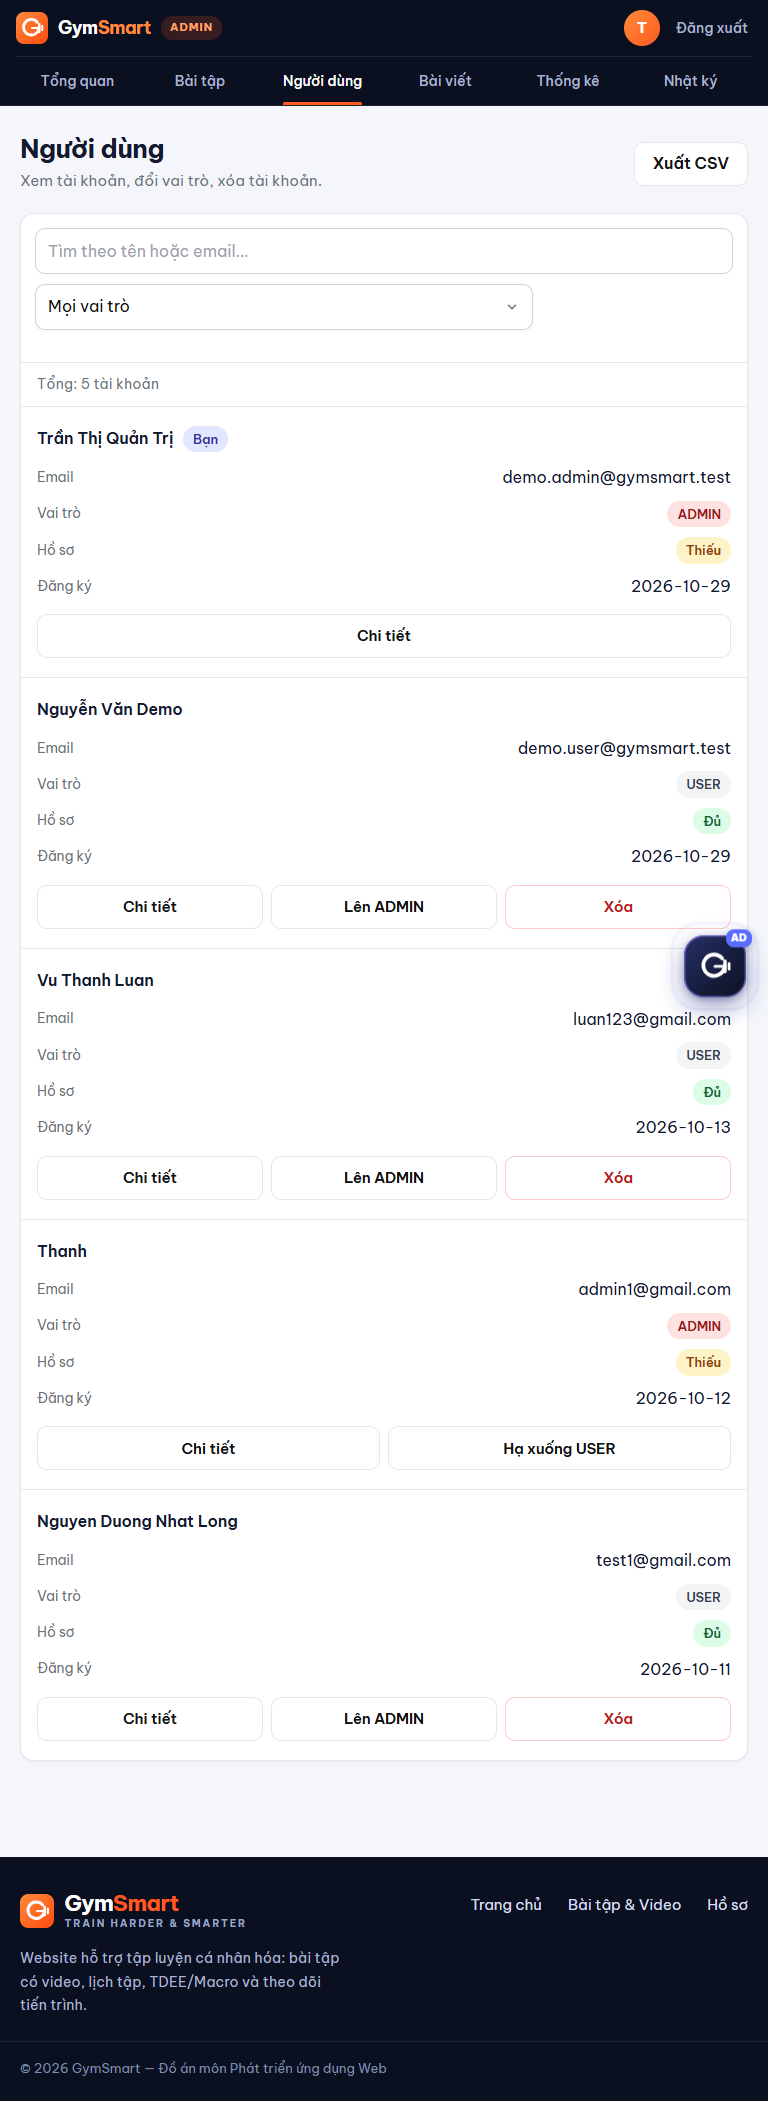 GymSmart ADMIN T Đăng xuất
Tổng quan Bài tập Người dùng Bài viết Thống kê Nhật ký
Người dùng
Xem tài khoản, đổi vai trò, xóa tài khoản.
Xuất CSV
Tìm theo tên hoặc email...
Mọi vai trò
Tổng: 5 tài khoản
Trần Thị Quản Trị Bạn
Email demo.admin@gymsmart.test
Vai trò ADMIN
Hồ sơ Thiếu
Đăng ký 2026-10-29
Chi tiết
Nguyễn Văn Demo
Email demo.user@gymsmart.test
Vai trò USER
Hồ sơ Đủ
Đăng ký 2026-10-29
Chi tiết Lên ADMIN Xóa
AD
Vu Thanh Luan
Email luan123@gmail.com
Vai trò USER
Hồ sơ Đủ
Đăng ký 2026-10-13
Chi tiết Lên ADMIN Xóa
Thanh
Email admin1@gmail.com
Vai trò ADMIN
Hồ sơ Thiếu
Đăng ký 2026-10-12
Chi tiết Hạ xuống USER
Nguyen Duong Nhat Long
Email test1@gmail.com
Vai trò USER
Hồ sơ Đủ
Đăng ký 2026-10-11
Chi tiết Lên ADMIN Xóa
GymSmart
TRAIN HARDER & SMARTER
Trang chủ Bài tập & Video Hồ sơ
Website hỗ trợ tập luyện cá nhân hóa: bài tập
có video, lịch tập, TDEE/Macro và theo dõi
tiến trình.
© 2026 GymSmart — Đồ án môn Phát triển ứng dụng Web